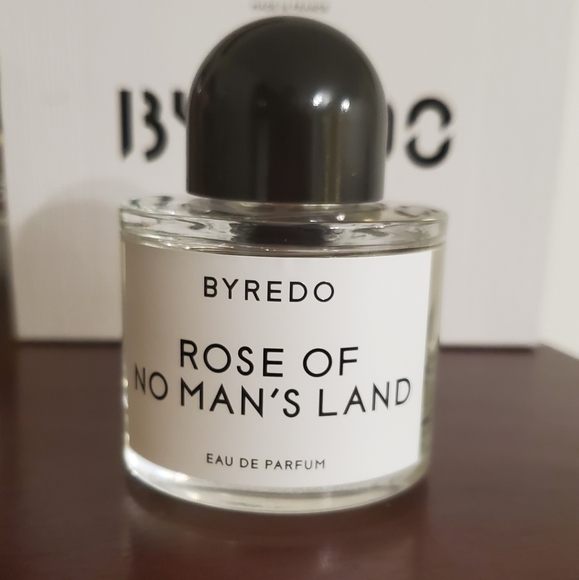 BYREDO
ROSE OF
NO MAN'S LAND
EAU DE PARFUM